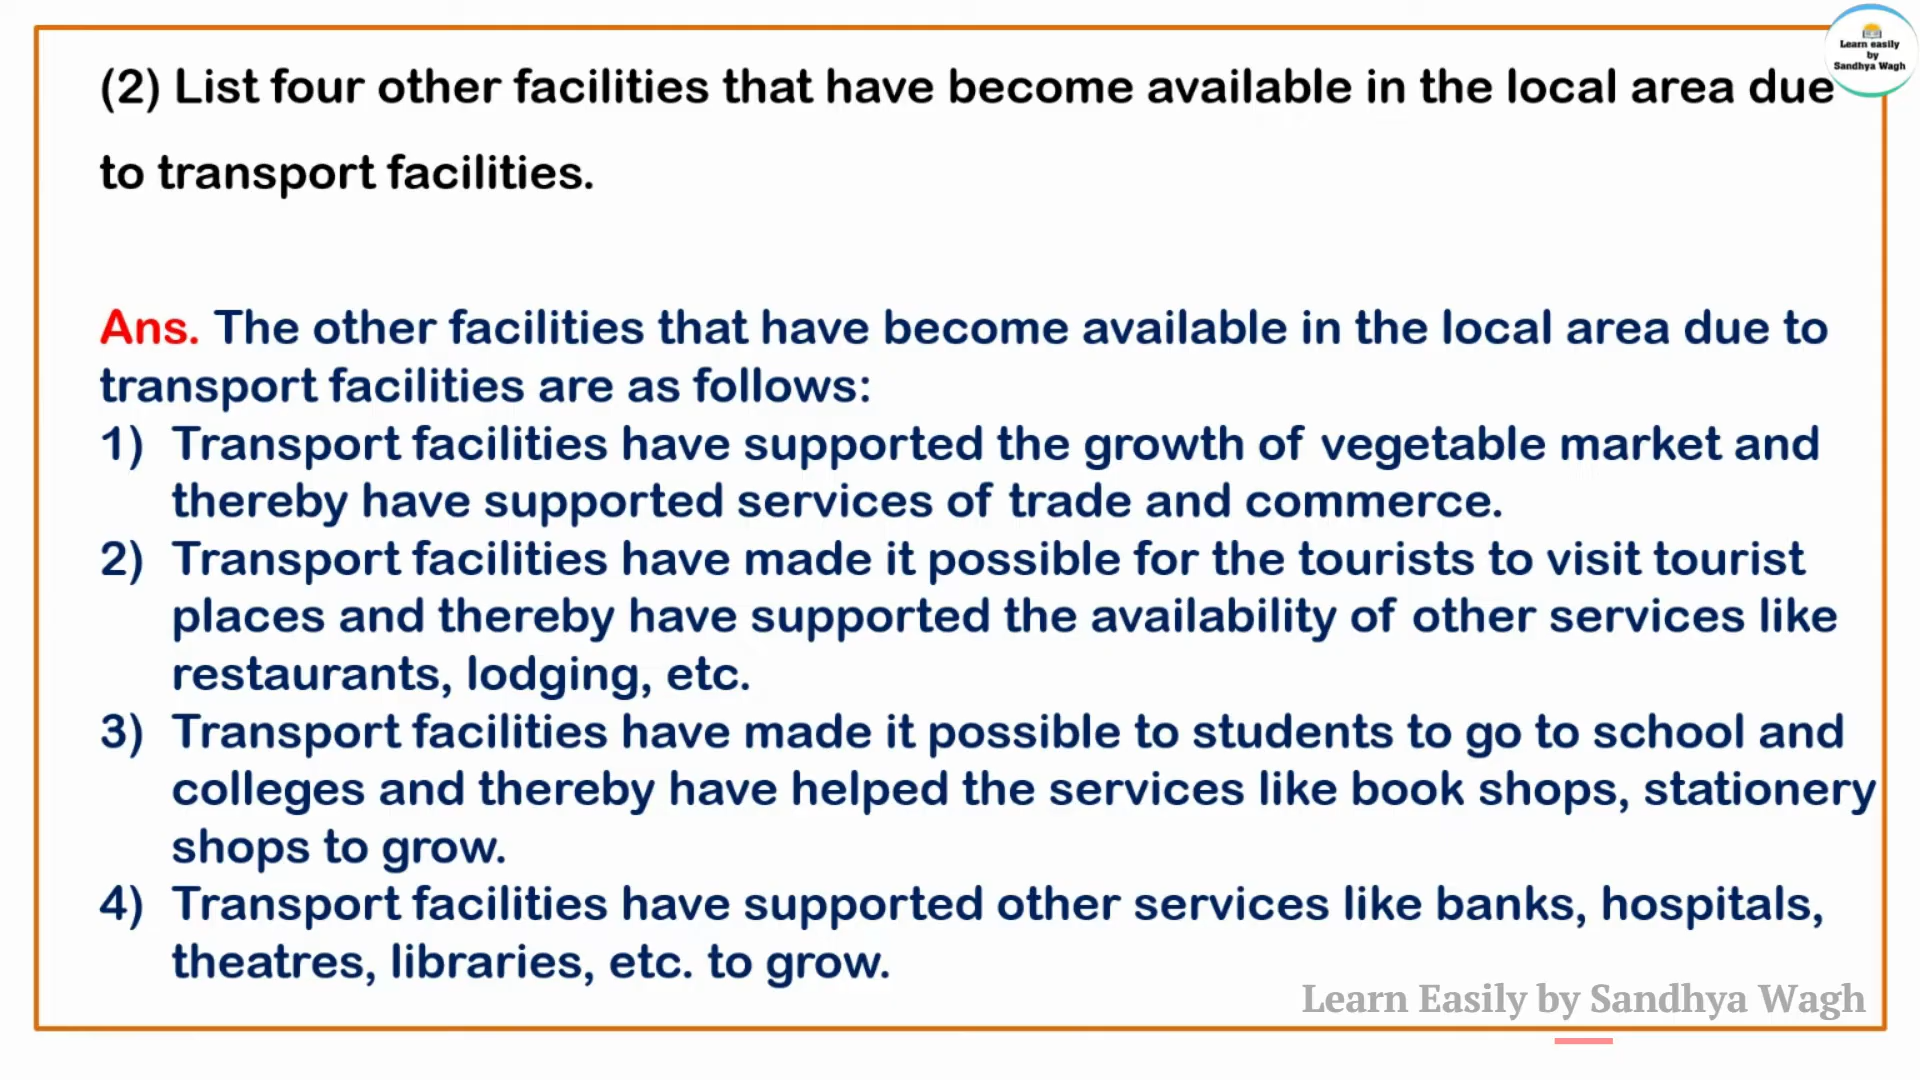 Learn easily
by
Sandhya Wagh
(2) List four other facilities that have become available in the local area due
to transport facilities.
Ans. The other facilities that have become available in the local area due to
transport facilities are as follows:
1) Transport facilities have supported the growth of vegetable market and
thereby have supported services of trade and commerce.
2) Transport facilities have made it possible for the tourists to visit tourist
places and thereby have supported the availability of other services like
restaurants, lodging, etc.
3) Transport facilities have made it possible to students to go to school and
colleges and thereby have helped the services like book shops, stationery
shops to grow.
4) Transport facilities have supported other services like banks, hospitals,
theatres, libraries, etc. to grow.
Learn Easily by Sandhya Wagh